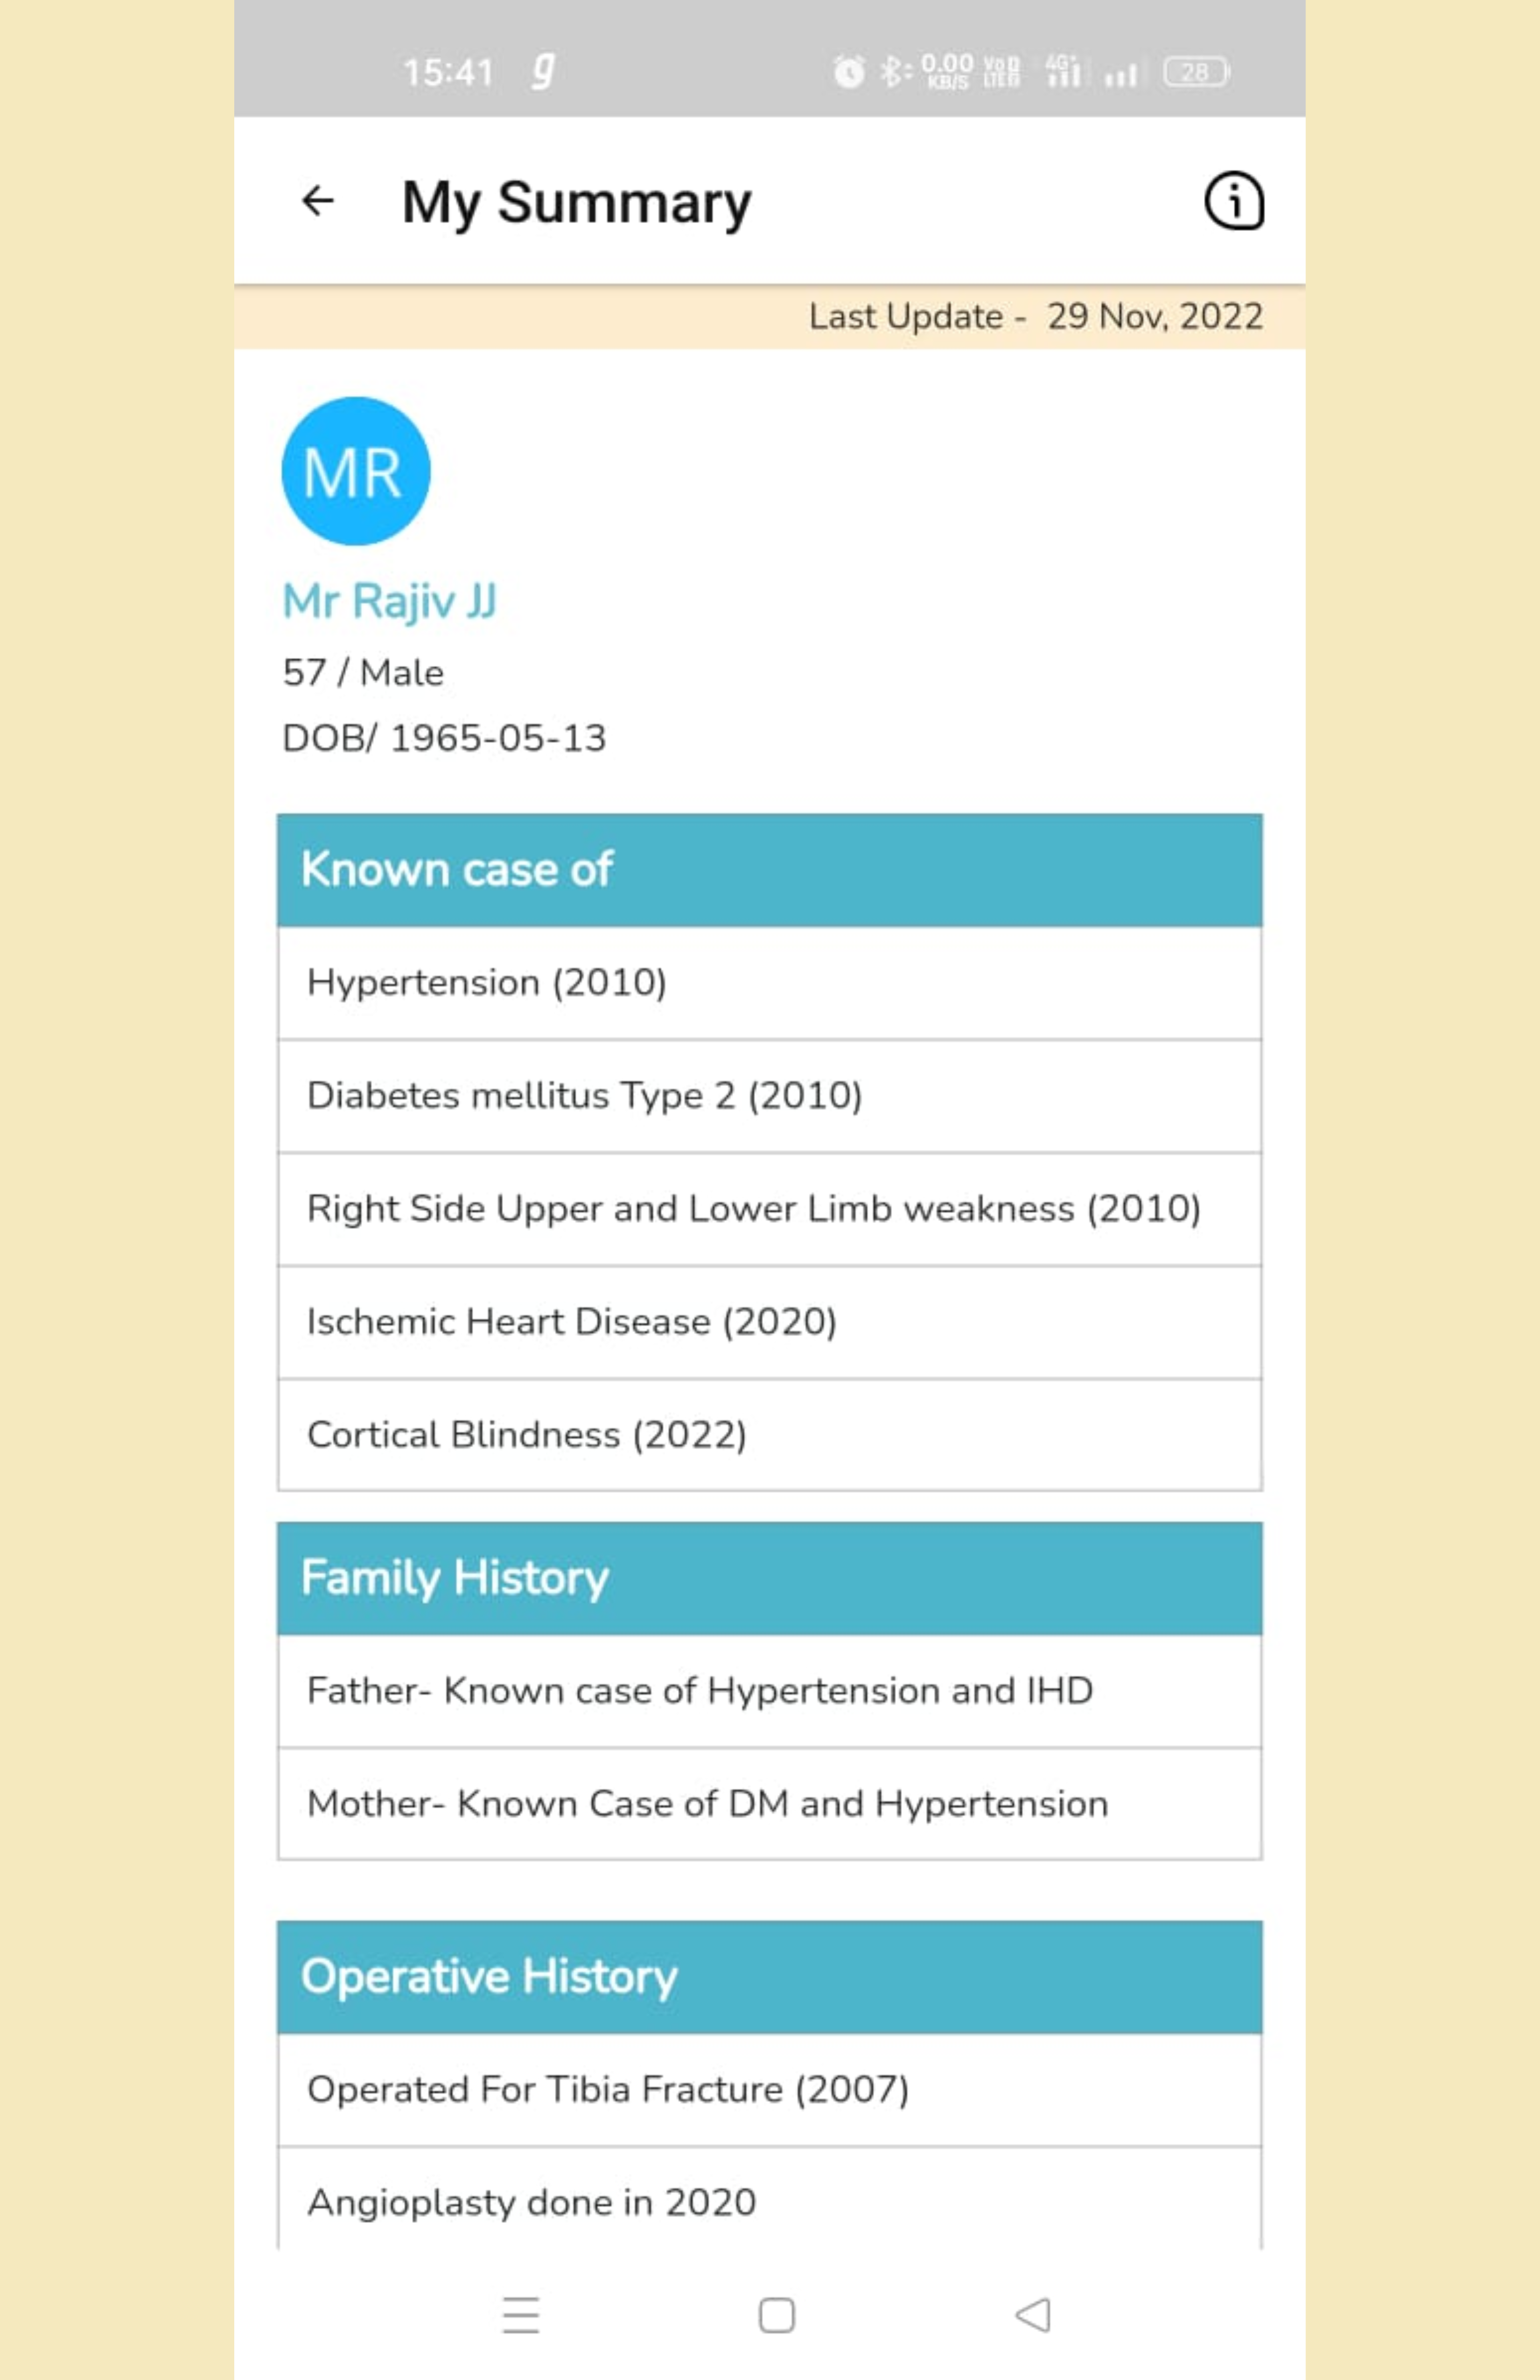 15:41 g 0.00 KB/S Vo LTE 4G+ 28
My Summary
Last Update - 29 Nov, 2022
MR
Mr Rajiv JJ
57 / Male
DOB/ 1965-05-13
Known case of
Hypertension (2010)
Diabetes mellitus Type 2 (2010)
Right Side Upper and Lower Limb weakness (2010)
Ischemic Heart Disease (2020)
Cortical Blindness (2022)
Family History
Father- Known case of Hypertension and IHD
Mother- Known Case of DM and Hypertension
Operative History
Operated For Tibia Fracture (2007)
Angioplasty done in 2020